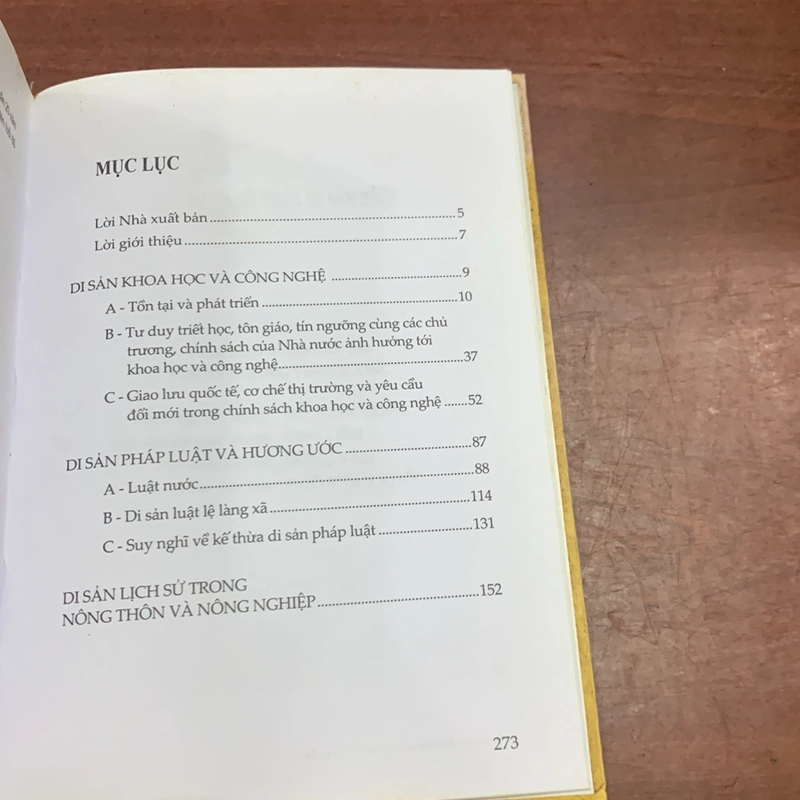 MỤC LỤC
Lời Nhà xuất bản..................................................................5
Lời giới thiệu.........................................................................7
DI SẢN KHOA HỌC VÀ CÔNG NGHỆ ...................................9
A - Tồn tại và phát triển....................................................10
B - Tư duy triết học, tôn giáo, tín ngưỡng cùng các chủ
trương, chính sách của Nhà nước ảnh hưởng tới
khoa học và công nghệ..................................................37
C - Giao lưu quốc tế, cơ chế thị trường và yêu cầu
đổi mới trong chính sách khoa học và công nghệ.......52
DI SẢN PHÁP LUẬT VÀ HƯƠNG ƯỚC..................................87
A - Luật nước......................................................................88
B - Di sản luật lệ làng xã.....................................................114
C - Suy nghĩ về kế thừa di sản pháp luật.........................131
DI SẢN LỊCH SỬ TRONG
NÔNG THÔN VÀ NÔNG NGHIỆP...........................................152
273